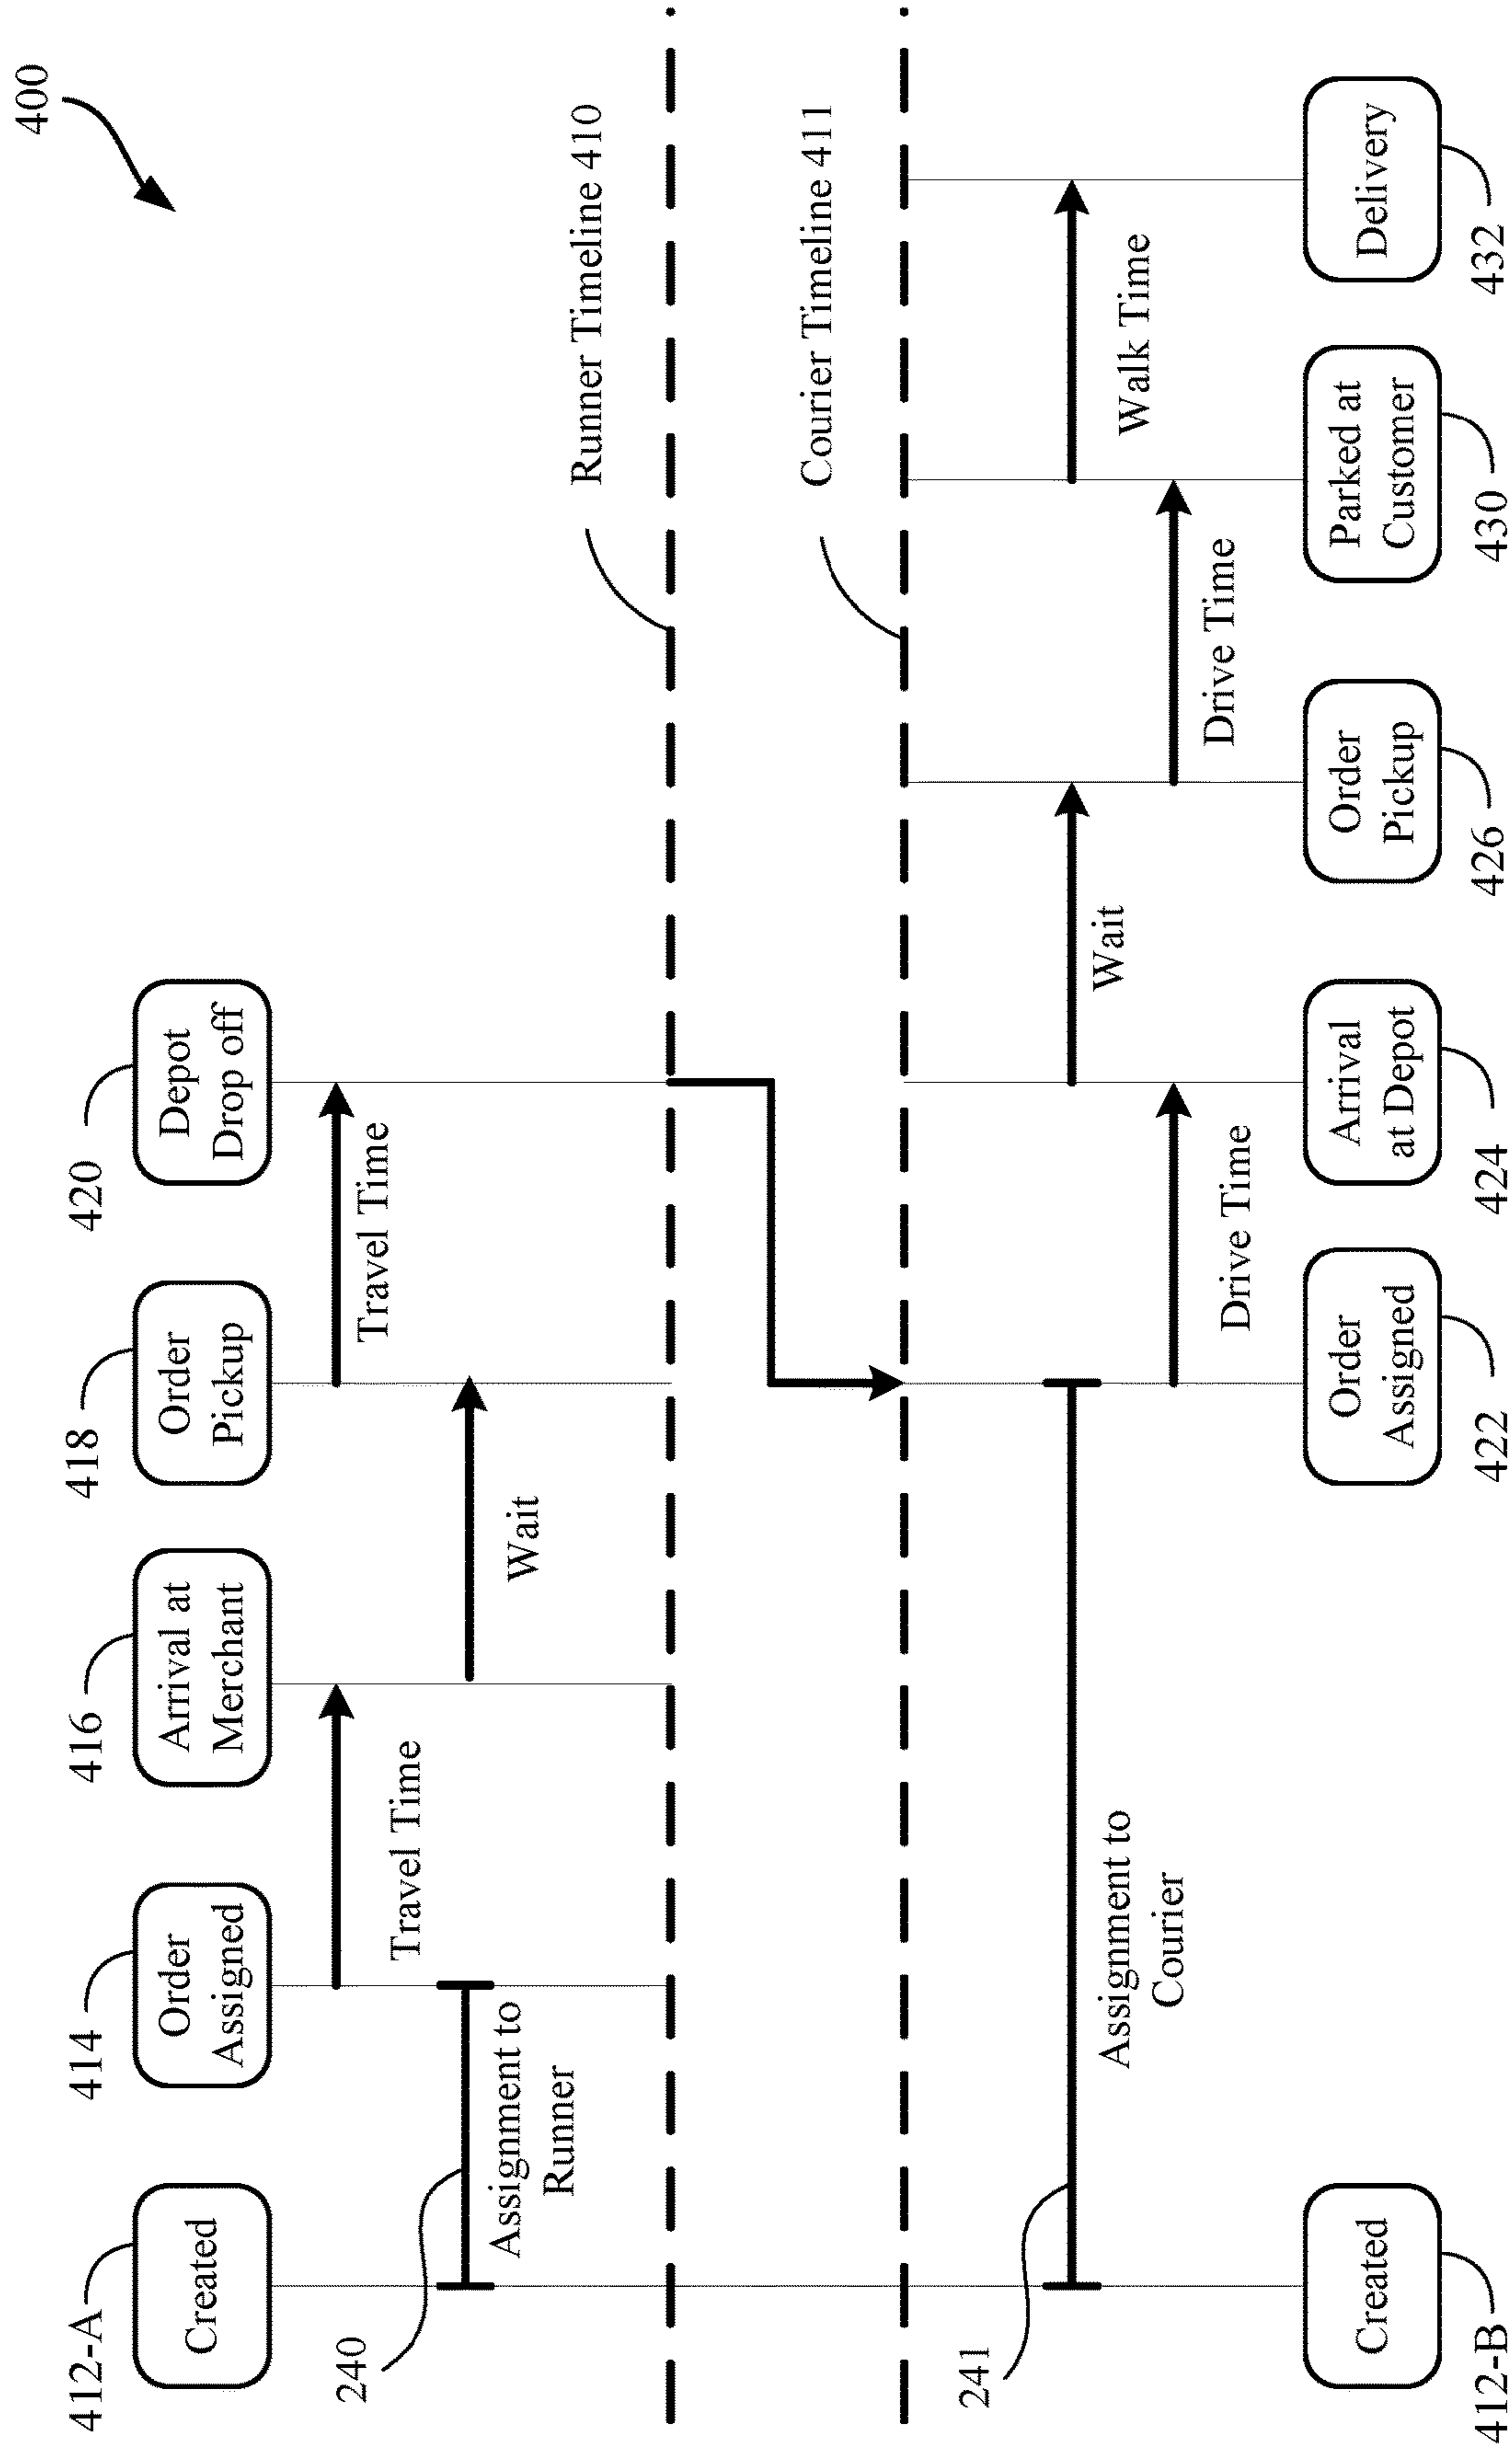 400
412-A
414
416
418
420
Created
Order
Assigned
Arrival at
Merchant
Order
Pickup
Depot
Drop off
Travel Time
Travel Time
240
Assignment to
Runner
Wait
Runner Timeline 410
Courier Timeline 411
241
Assignment to
Courier
Wait
Walk Time
Drive Time
Drive Time
Created
Order
Assigned
Arrival
at Depot
Order
Pickup
Parked at
Customer
Delivery
412-B
422
424
426
430
432